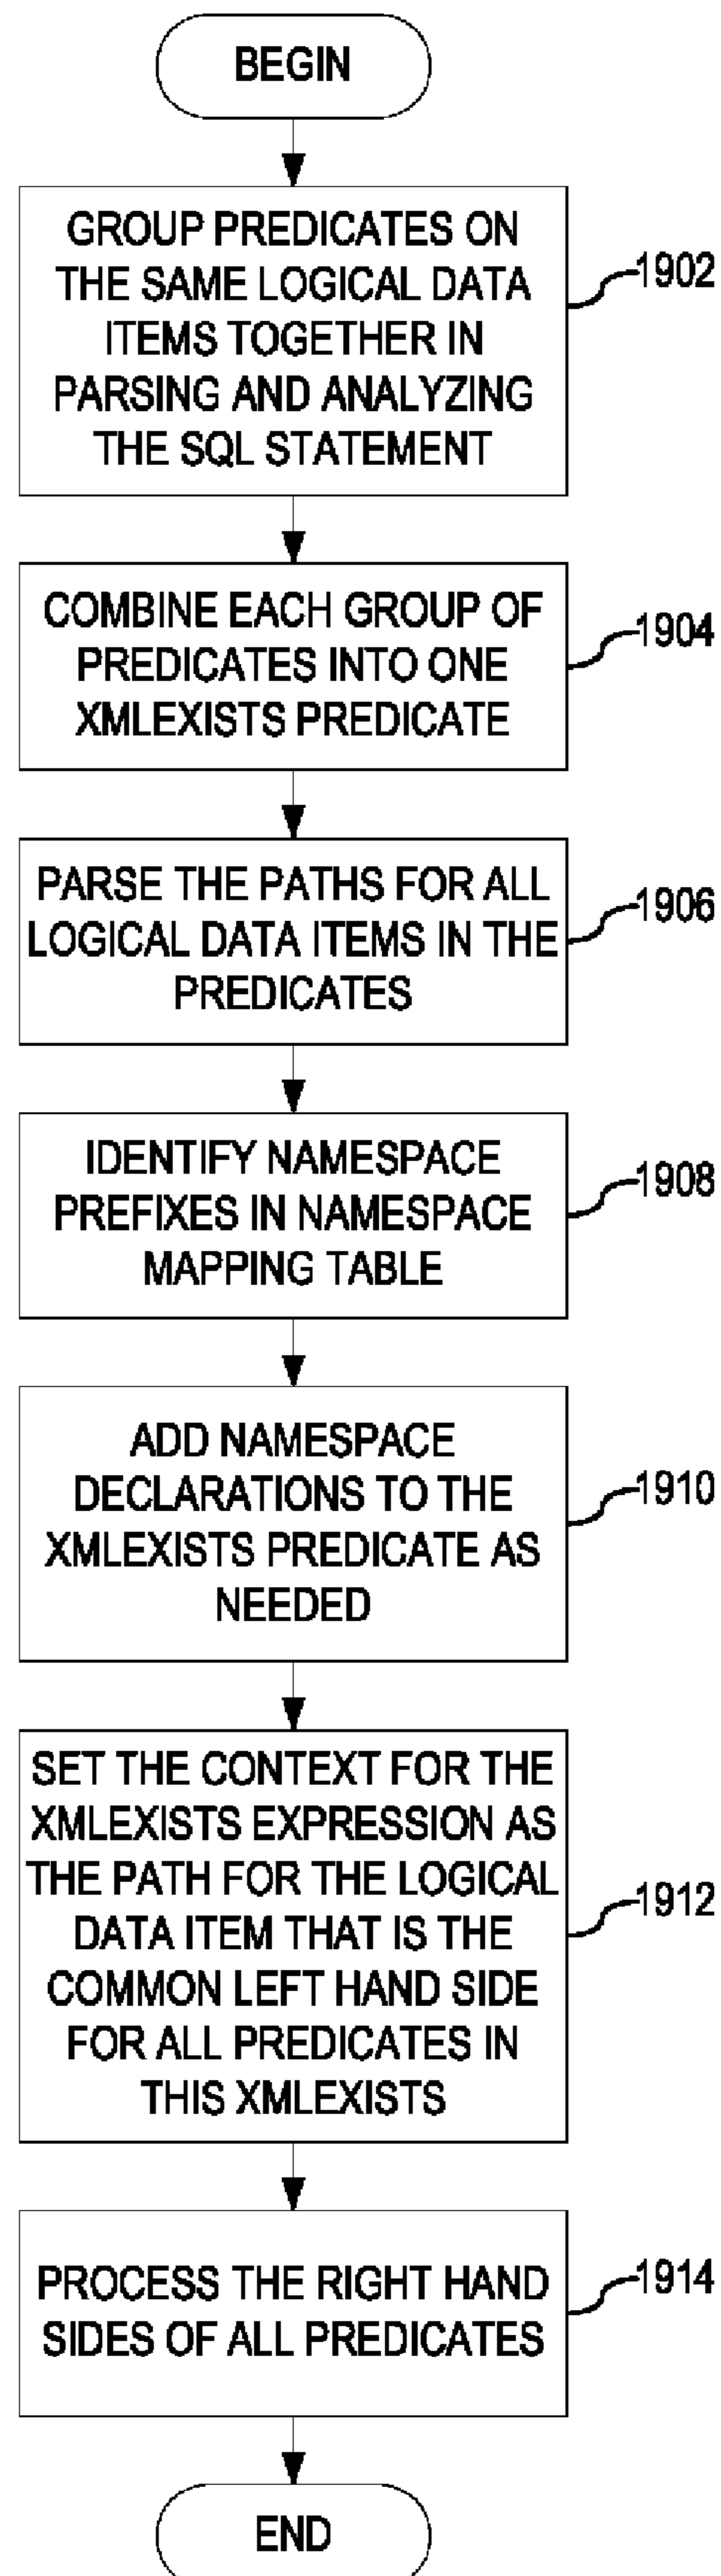 BEGIN
GROUP PREDICATES ON
THE SAME LOGICAL DATA
ITEMS TOGETHER IN
PARSING AND ANALYZING
THE SQL STATEMENT
1902
COMBINE EACH GROUP OF
PREDICATES INTO ONE
XMLEXISTS PREDICATE
1904
PARSE THE PATHS FOR ALL
LOGICAL DATA ITEMS IN THE
PREDICATES
1906
IDENTIFY NAMESPACE
PREFIXES IN NAMESPACE
MAPPING TABLE
1908
ADD NAMESPACE
DECLARATIONS TO THE
XMLEXISTS PREDICATE AS
NEEDED
1910
SET THE CONTEXT FOR THE
XMLEXISTS EXPRESSION AS
THE PATH FOR THE LOGICAL
DATA ITEM THAT IS THE
COMMON LEFT HAND SIDE
FOR ALL PREDICATES IN
THIS XMLEXISTS
1912
PROCESS THE RIGHT HAND
SIDES OF ALL PREDICATES
1914
END